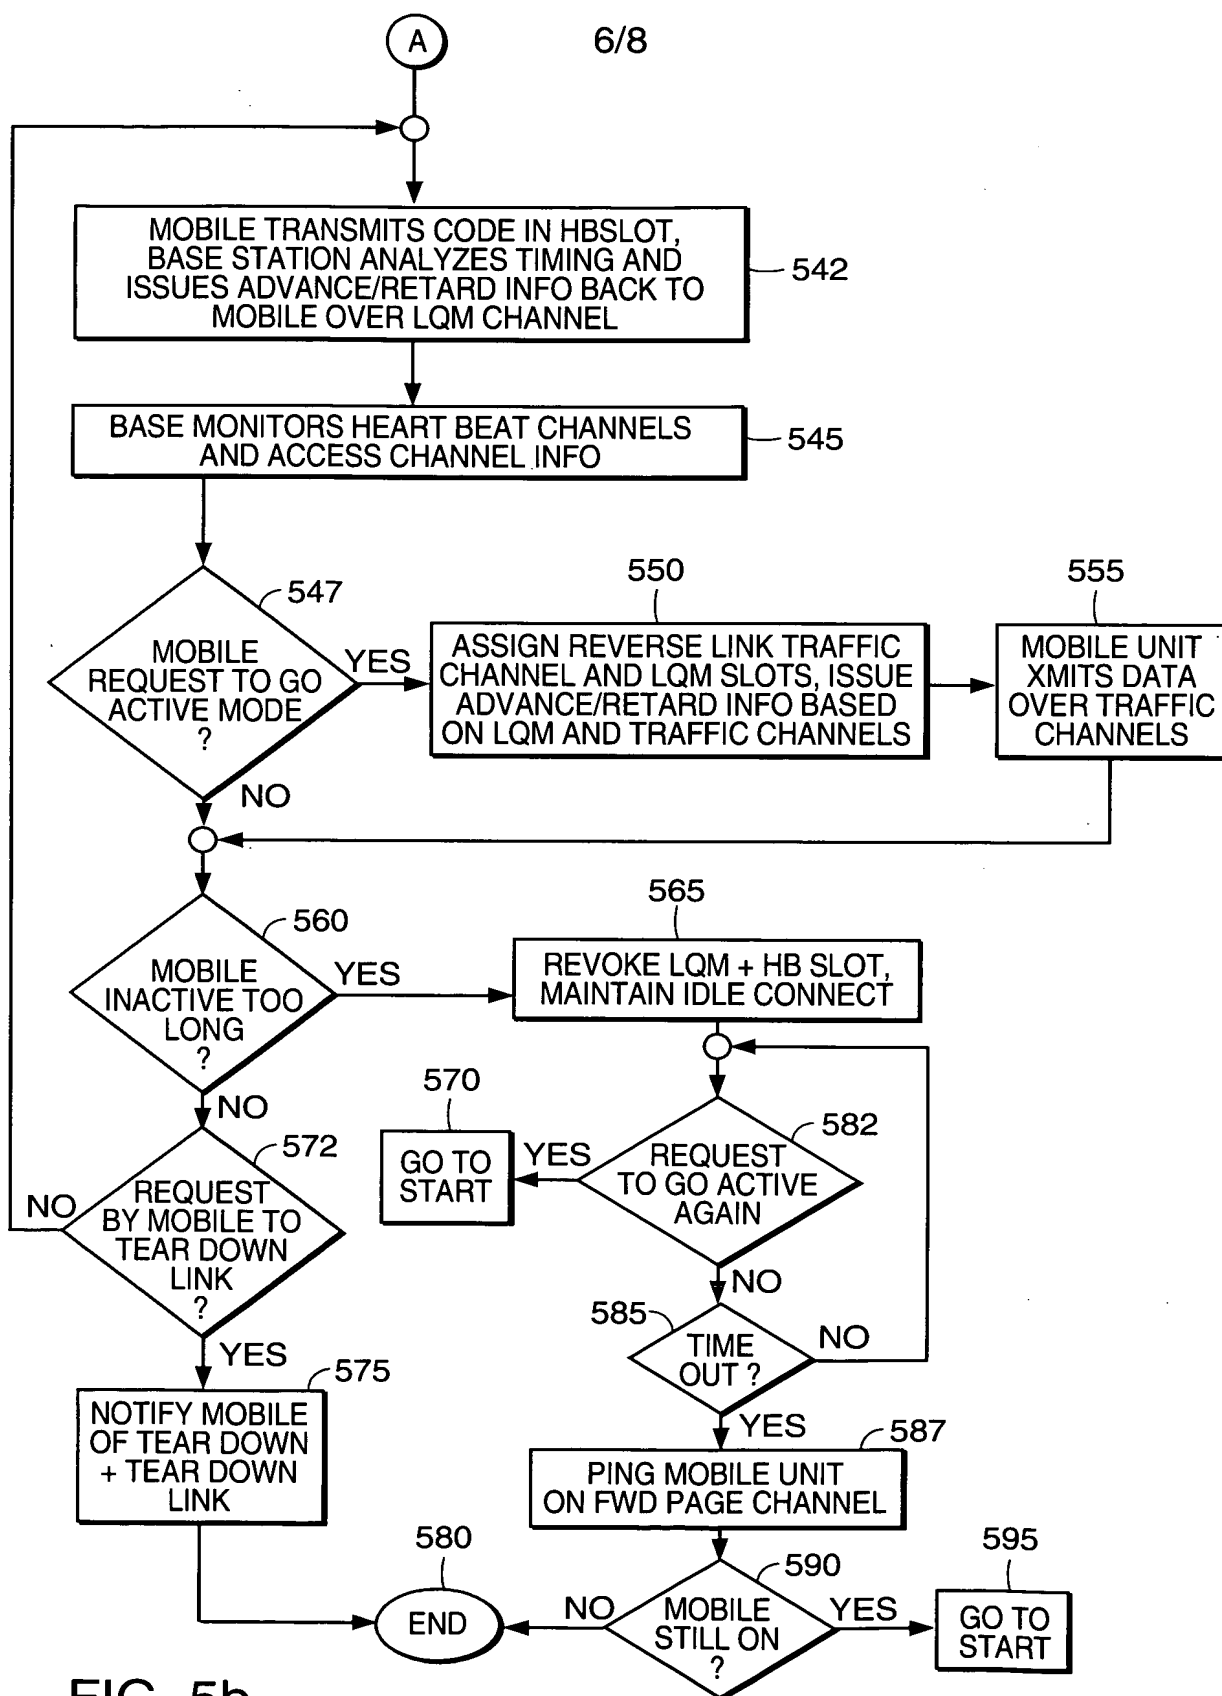 A
6/8
MOBILE TRANSMITS CODE IN HBSLOT,
BASE STATION ANALYZES TIMING AND
ISSUES ADVANCE/RETARD INFO BACK TO
MOBILE OVER LQM CHANNEL
542
BASE MONITORS HEART BEAT CHANNELS
AND ACCESS CHANNEL INFO
545
547
MOBILE
REQUEST TO GO
ACTIVE MODE
?
YES
NO
550
ASSIGN REVERSE LINK TRAFFIC
CHANNEL AND LQM SLOTS, ISSUE
ADVANCE/RETARD INFO BASED
ON LQM AND TRAFFIC CHANNELS
555
MOBILE UNIT
XMITS DATA
OVER TRAFFIC
CHANNELS
560
MOBILE
INACTIVE TOO
LONG
?
YES
NO
565
REVOKE LQM + HB SLOT,
MAINTAIN IDLE CONNECT
570
GO TO
START
YES
582
REQUEST
TO GO ACTIVE
AGAIN
NO
572
REQUEST
BY MOBILE TO
TEAR DOWN
LINK
?
NO
YES
585
TIME
OUT ?
NO
YES
575
NOTIFY MOBILE
OF TEAR DOWN
+ TEAR DOWN
LINK
587
PING MOBILE UNIT
ON FWD PAGE CHANNEL
580
END
NO
590
MOBILE
STILL ON
?
YES
595
GO TO
START
FIG. 5b